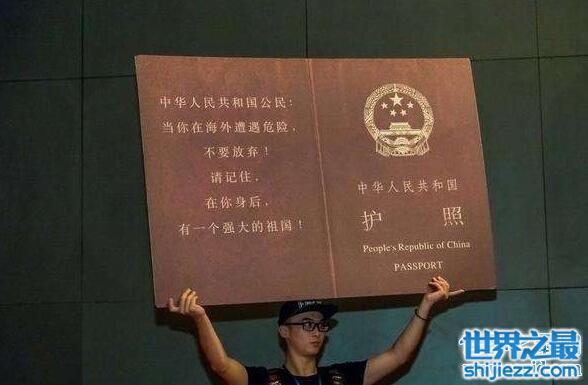 中华人民共和国公民:
当你在海外遭遇危险,
不要放弃!
请记住,
在你身后,
有一个强大的祖国!
中华人民共和国
护照
People's Republic of China
PASSPORT
世界之最
shijiezz.com